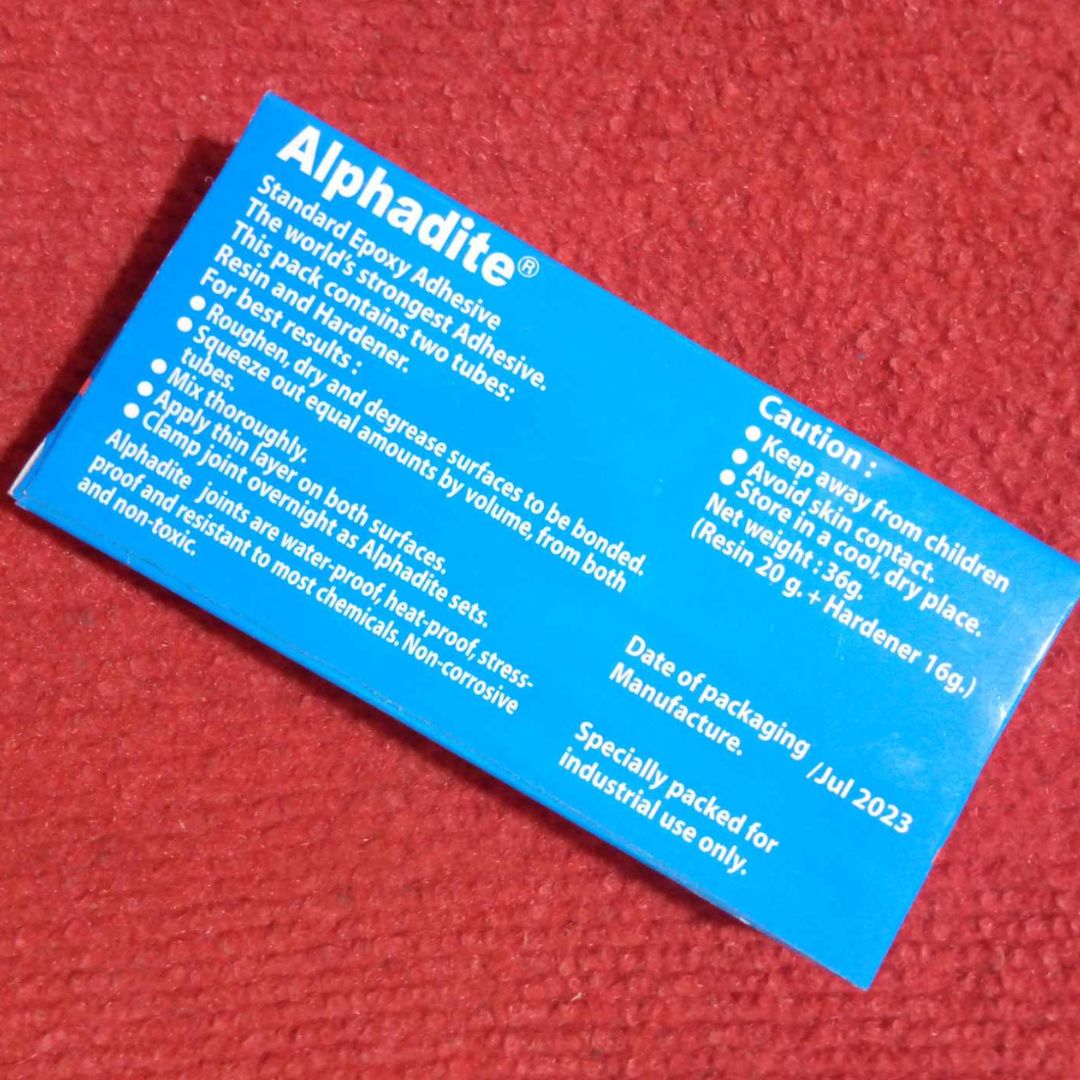 Alphadite®
Standard Epoxy Adhesive
The world's strongest Adhesive.
This pack contains two tubes:
Resin and Hardener.
For best results :
● Roughen, dry and degrease surfaces to be bonded.
● Squeeze out equal amounts by volume, from both
tubes.
● Mix thoroughly.
● Apply thin layer on both surfaces.
● Clamp joint overnight as Alphadite sets.
Alphadite joints are water-proof, heat-proof, stress-
proof and resistant to most chemicals. Non-corrosive
and non-toxic.
Caution :
● Keep away from children
● Avoid skin contact.
● Store in a cool, dry place.
Net weight : 36g.
(Resin 20 g. + Hardener 16g.)
Date of packaging
Manufacture. /Jul 2023
Specially packed for
industrial use only.